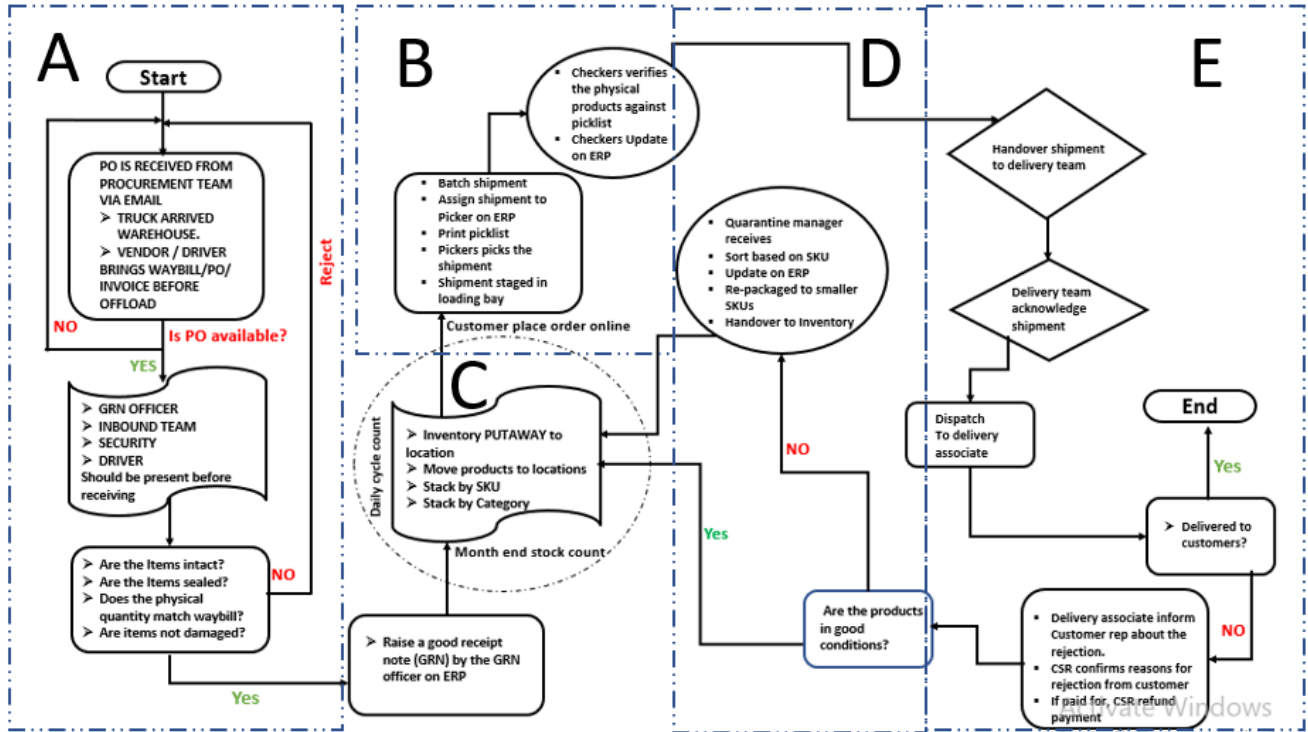 A
Start
PO IS RECEIVED FROM
PROCUREMENT TEAM
VIA EMAIL
➢ TRUCK ARRIVED
WAREHOUSE.
➢ VENDOR / DRIVER
BRINGS WAYBILL/PO/
INVOICE BEFORE
OFFLOAD
Reject
NO
Is PO available?
YES
➢ GRN OFFICER
➢ INBOUND TEAM
➢ SECURITY
➢ DRIVER
Should be present before
receiving
➢ Are the Items intact?
➢ Are the Items sealed?
➢ Does the physical
quantity match waybill?
➢ Are items not damaged?
NO
Yes
B
▪ Checkers verifies
the physical
products against
picklist
▪ Checkers Update
on ERP
▪ Batch shipment
▪ Assign shipment to
Picker on ERP
▪ Print picklist
▪ Pickers picks the
shipment
▪ Shipment staged in
loading bay
Customer place order online
C
Daily cycle count
➢ Inventory PUTAWAY to
location
➢ Move products to locations
➢ Stack by SKU
➢ Stack by Category
Month end stock count
➢ Raise a good receipt
note (GRN) by the GRN
officer on ERP
D
▪ Quarantine manager
receives
▪ Sort based on SKU
▪ Update on ERP
▪ Re-packaged to smaller
SKUs
▪ Handover to Inventory
NO
Yes
Are the products
in good
conditions?
E
Handover shipment
to delivery team
Delivery team
acknowledge
shipment
Dispatch
To delivery
associate
End
Yes
➢ Delivered to
customers?
NO
▪ Delivery associate inform
Customer rep about the
rejection.
▪ CSR confirms reasons for
rejection from customer
▪ If paid for, CSR refund
payment
Activate Windows